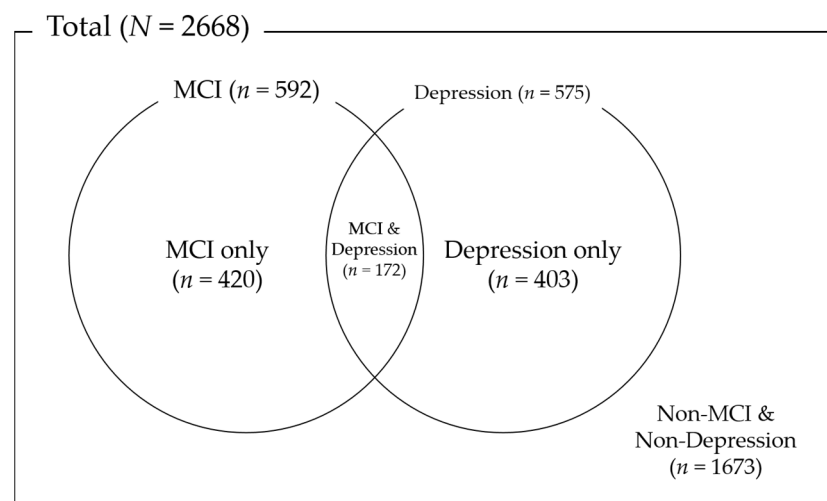 Total (N = 2668)
MCI (n = 592)
Depression (n = 575)
MCI only
(n = 420)
MCI &
Depression
(n = 172)
Depression only
(n = 403)
Non-MCI &
Non-Depression
(n = 1673)